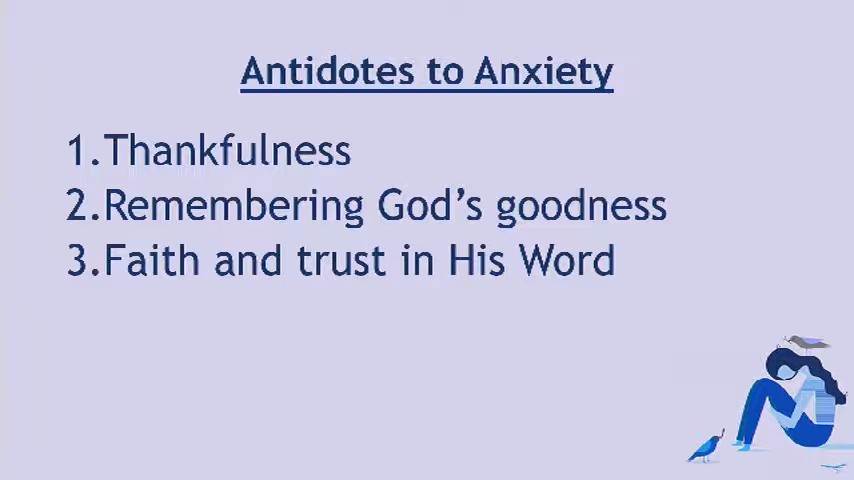 Antidotes to Anxiety
1.Thankfulness
2.Remembering God's goodness
3.Faith and trust in His Word